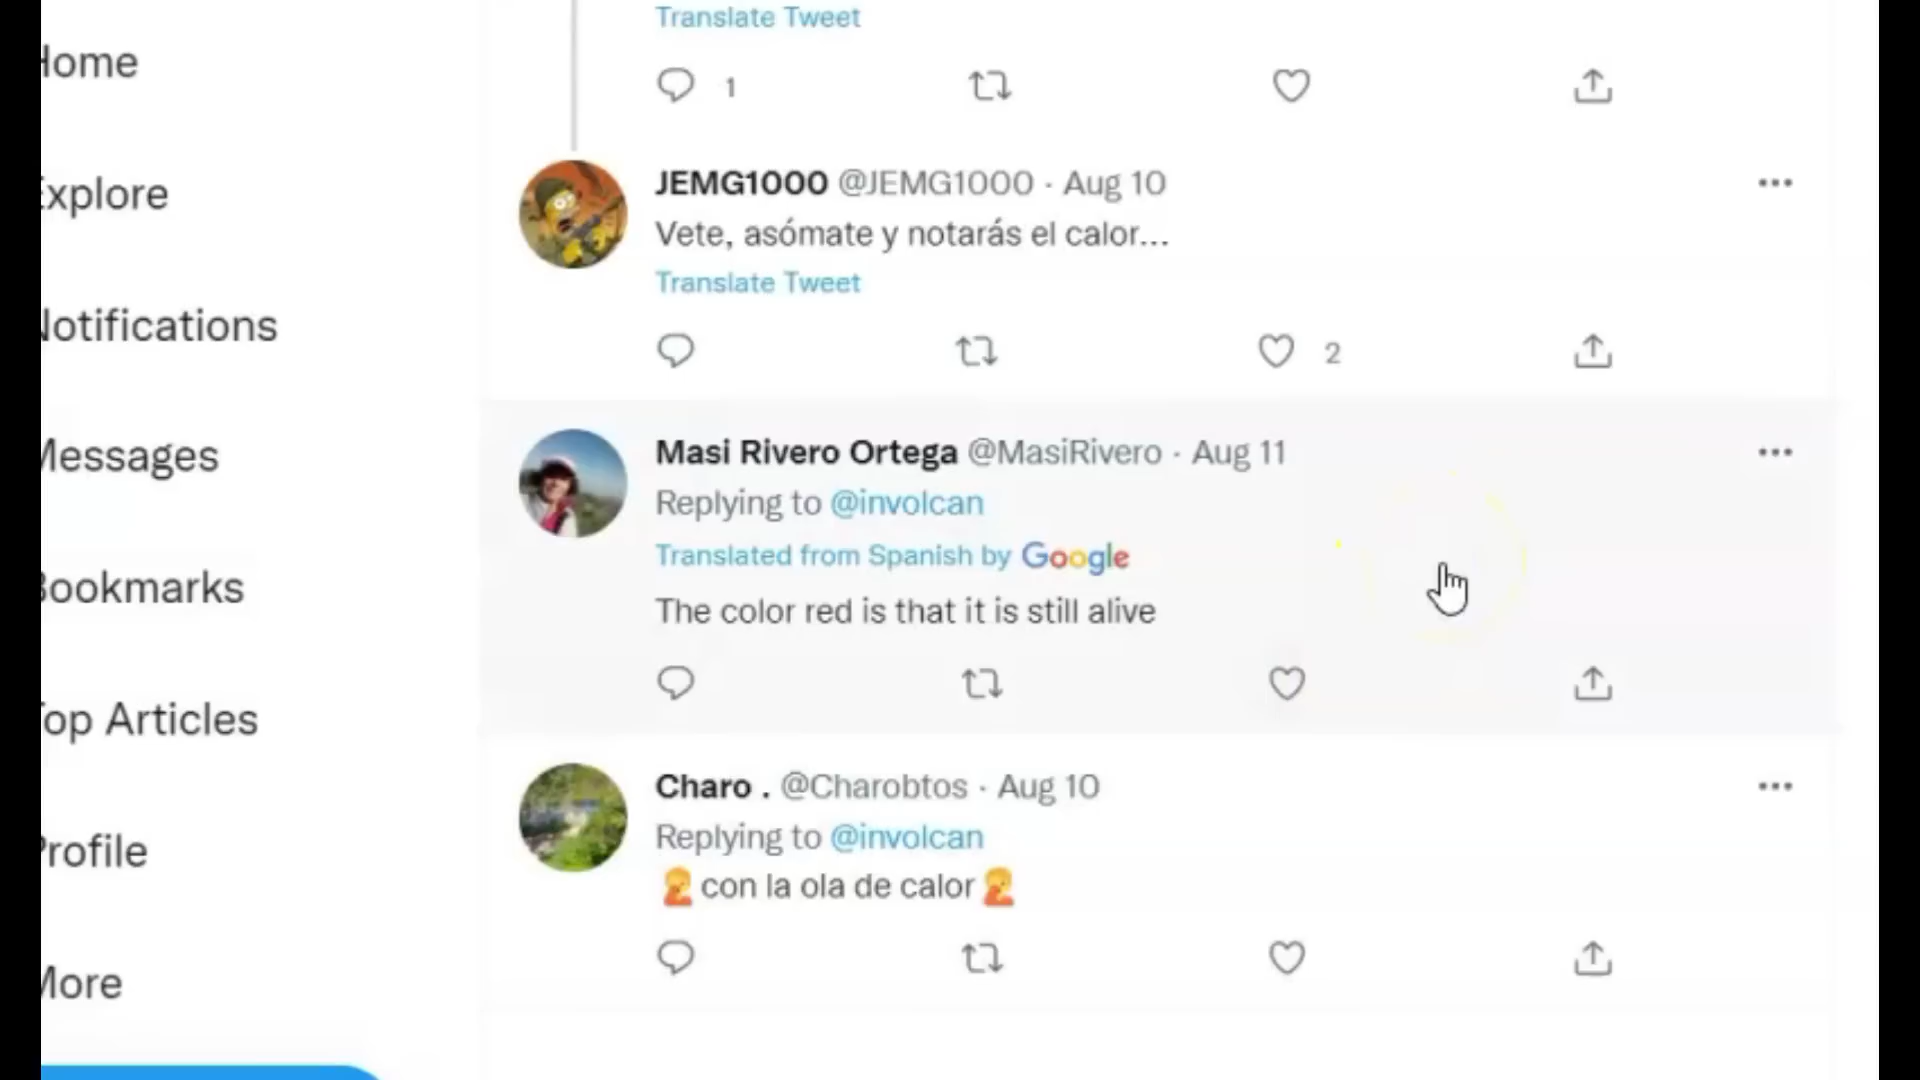 Translate Tweet
1
Home
Explore
Notifications
Messages
Bookmarks
Top Articles
Profile
More
JEMG1000 @JEMG1000 · Aug 10
Vete, asómate y notarás el calor...
Translate Tweet
2
Masi Rivero Ortega @MasiRivero · Aug 11
Replying to @involcan
Translated from Spanish by Google
The color red is that it is still alive
Charo . @Charobtos · Aug 10
Replying to @involcan
🤦con la ola de calor🤦